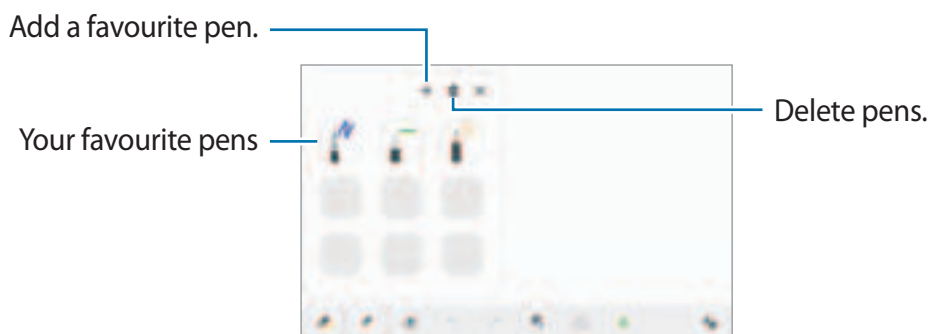 Add a favourite pen.
Delete pens.
Your favourite pens